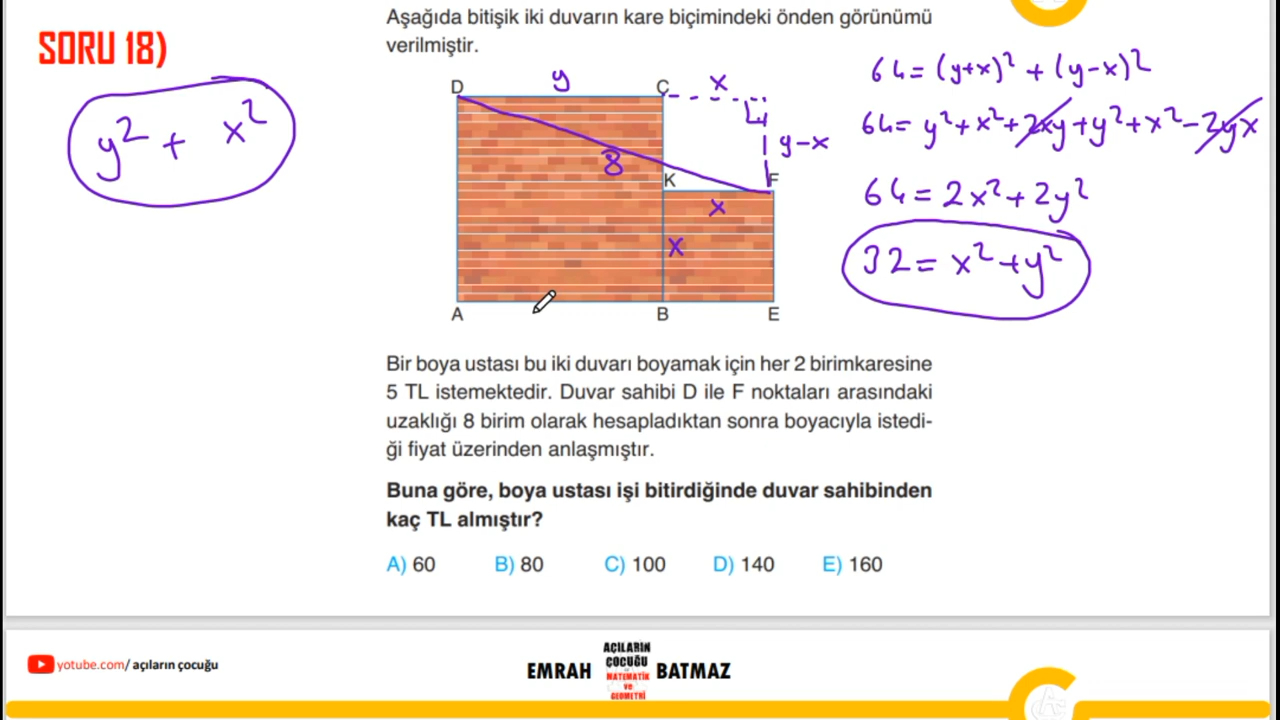 SORU 18)
Aşağıda bitişik iki duvarın kare biçimindeki önden görünümü
verilmiştir.
y² + x²
D y C x
8
y-x
K F
x
x
A B E
64 = (y+x)² + (y-x)²
64 = y² + x² + 2xy + y² + x² - 2yx
64 = 2x² + 2y²
32 = x² + y²
Bir boya ustası bu iki duvarı boyamak için her 2 birimkaresine
5 TL istemektedir. Duvar sahibi D ile F noktaları arasındaki
uzaklığı 8 birim olarak hesapladıktan sonra boyacıyla istedi-
ği fiyat üzerinden anlaşmıştır.
Buna göre, boya ustası işi bitirdiğinde duvar sahibinden
kaç TL almıştır?
A) 60 B) 80 C) 100 D) 140 E) 160
yotube.com/ açıların çocuğu
EMRAH BATMAZ
AÇILARIN
ÇOCUĞU
MATEMATİK
ve
GEOMETRİ